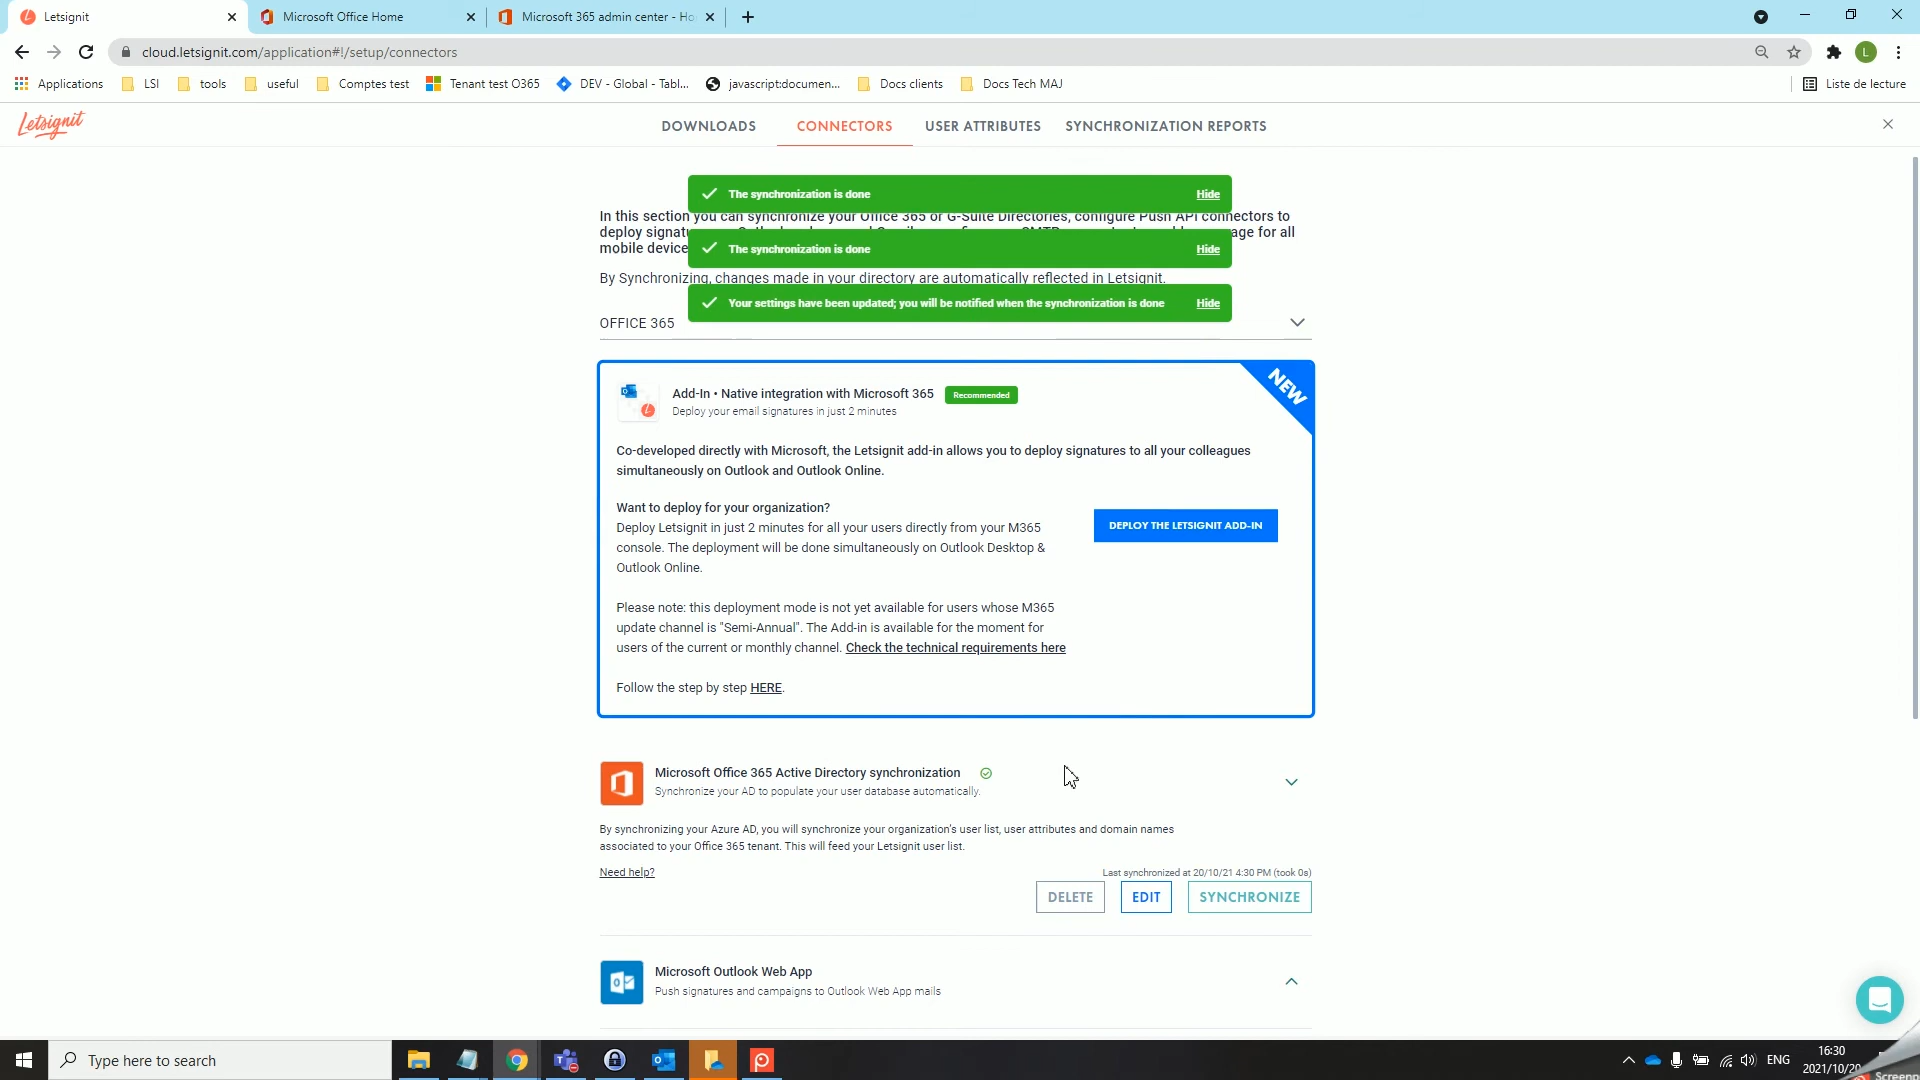 Letsignit
Microsoft Office Home
Microsoft 365 admin center - Ho
cloud.letsignit.com/application#!/setup/connectors
L
Applications
LSI
tools
useful
Comptes test
Tenant test O365
DEV - Global - Tabl...
javascript:documen...
Docs clients
Docs Tech MAJ
Liste de lecture
Letsignit
DOWNLOADS
CONNECTORS
USER ATTRIBUTES
SYNCHRONIZATION REPORTS
The synchronization is done
Hide
In this section you can synchronize your Office 365 or G-Suite Directories, configure Push API connectors to
deploy
The synchronization is done
Hide
age for all
mobile device
By Synchronizing, changes made in your directory are automatically reflected in Letsignit.
Your settings have been updated; you will be notified when the synchronization is done
Hide
OFFICE 365
NEW
Add-In • Native integration with Microsoft 365
Recommended
Deploy your email signatures in just 2 minutes
Co-developed directly with Microsoft, the Letsignit add-in allows you to deploy signatures to all your colleagues
simultaneously on Outlook and Outlook Online.
Want to deploy for your organization?
Deploy Letsignit in just 2 minutes for all your users directly from your M365
console. The deployment will be done simultaneously on Outlook Desktop &
Outlook Online.
DEPLOY THE LETSIGNIT ADD-IN
Please note: this deployment mode is not yet available for users whose M365
update channel is "Semi-Annual". The Add-in is available for the moment for
users of the current or monthly channel. Check the technical requirements here
Follow the step by step HERE.
Microsoft Office 365 Active Directory synchronization
Synchronize your AD to populate your user database automatically.
By synchronizing your Azure AD, you will synchronize your organization's user list, user attributes and domain names
associated to your Office 365 tenant. This will feed your Letsignit user list.
Need help?
Last synchronized at 20/10/21 4:30 PM (took 0s)
DELETE
EDIT
SYNCHRONIZE
Microsoft Outlook Web App
Push signatures and campaigns to Outlook Web App mails
Type here to search
ENG
16:30
2021/10/20
Screenp